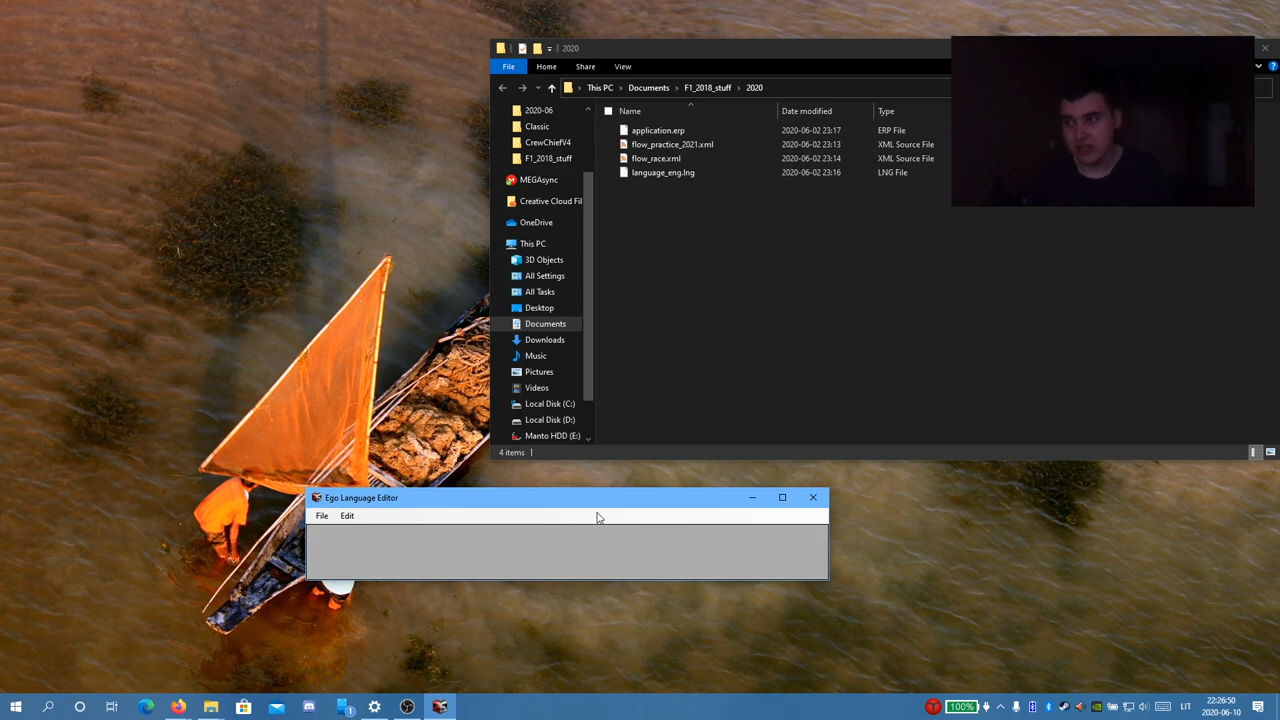 2020
File Home Share View
This PC Documents F1_2018_stuff 2020
Name Date modified Type
2020-06
Classic
CrewChiefV4
F1_2018_stuff
MEGAsync
Creative Cloud Fil
OneDrive
This PC
3D Objects
All Settings
All Tasks
Desktop
Documents
Downloads
Music
Pictures
Videos
Local Disk (C:)
Local Disk (D:)
Manto HDD (E:)
application.erp 2020-06-02 23:17 ERP File
flow_practice_2021.xml 2020-06-02 23:13 XML Source File
flow_race.xml 2020-06-02 23:14 XML Source File
language_eng.lng 2020-06-02 23:16 LNG File
4 items
Ego Language Editor
File Edit
1
100%
LIT
22:26:50
2020-06-10